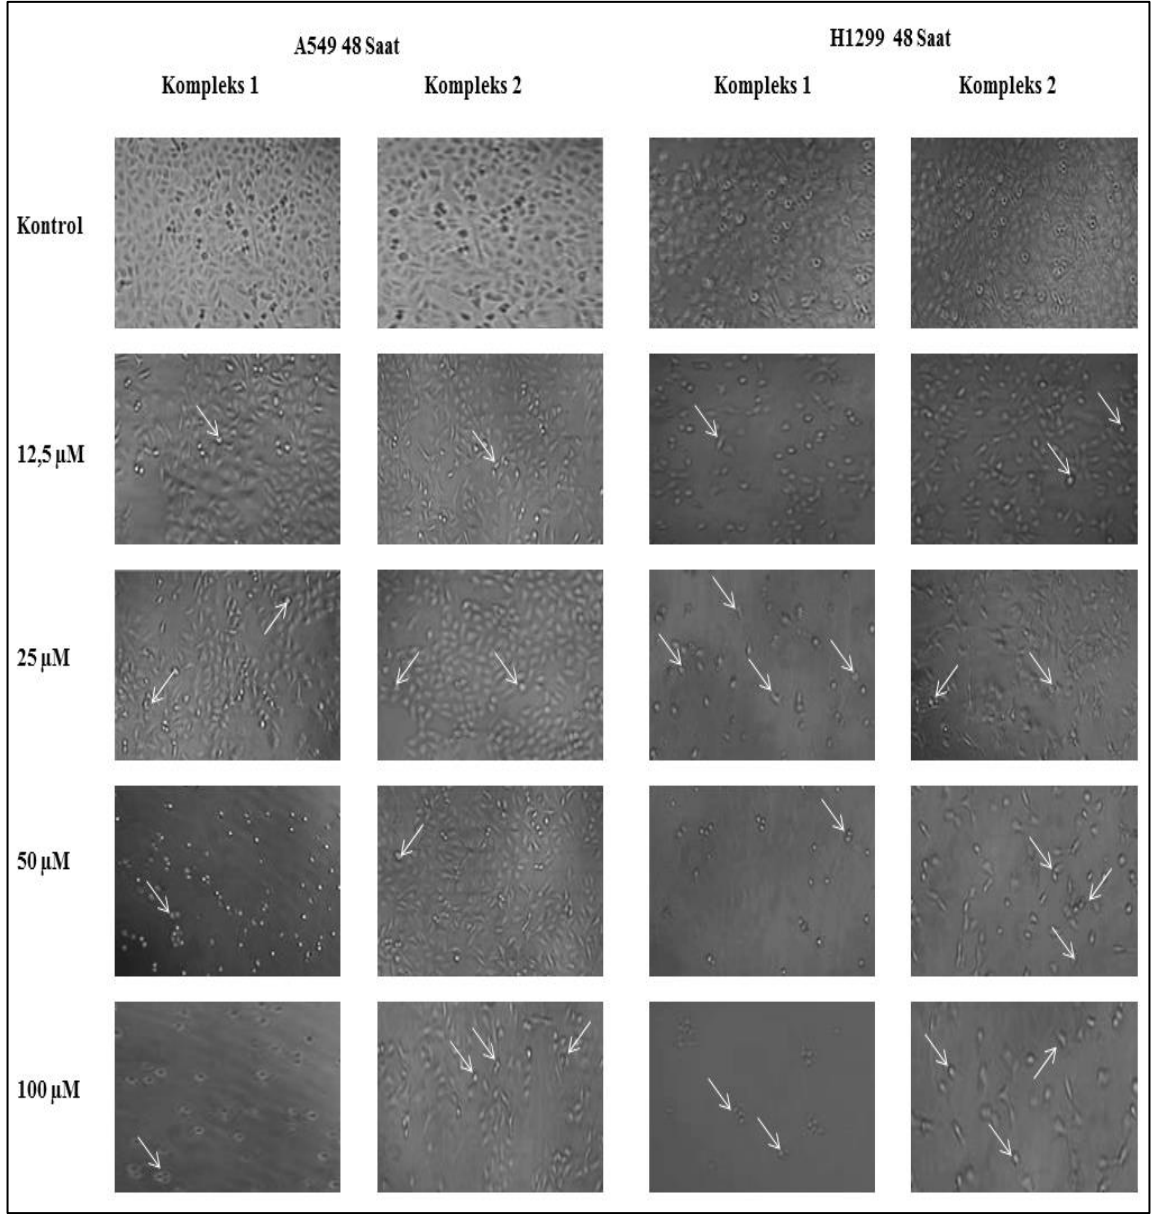 A549 48 Saat
H1299 48 Saat
Kompleks 1
Kompleks 2
Kompleks 1
Kompleks 2
Kontrol
12,5 µM
25 µM
50 µM
100 µM